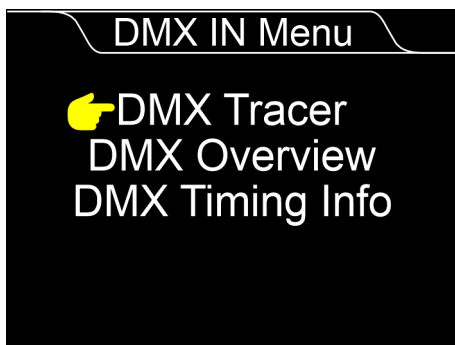 DMX IN Menu
DMX Tracer
DMX Overview
DMX Timing Info